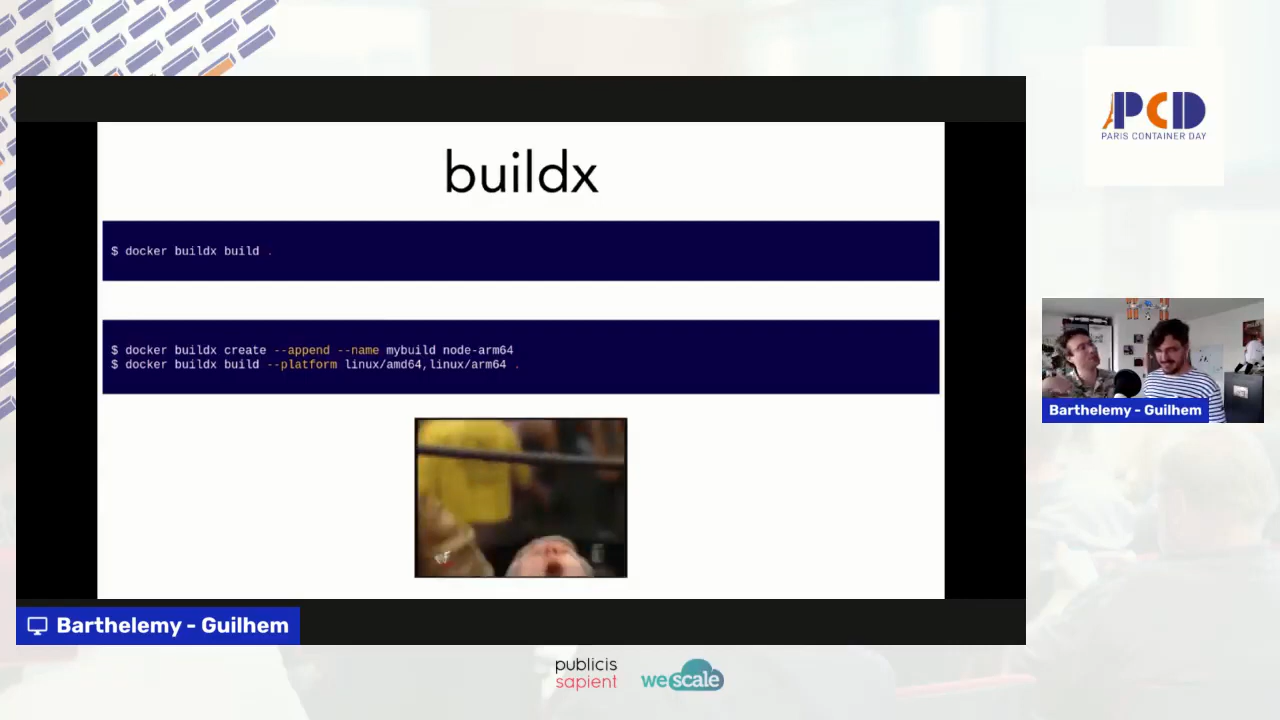 PCD
PARIS CONTAINER DAY
buildx
$ docker buildx build .
$ docker buildx create --append --name mybuild node-arm64
$ docker buildx build --platform linux/amd64,linux/arm64 .
Barthelemy - Guilhem
Barthelemy - Guilhem
publicis
sapient
wescale